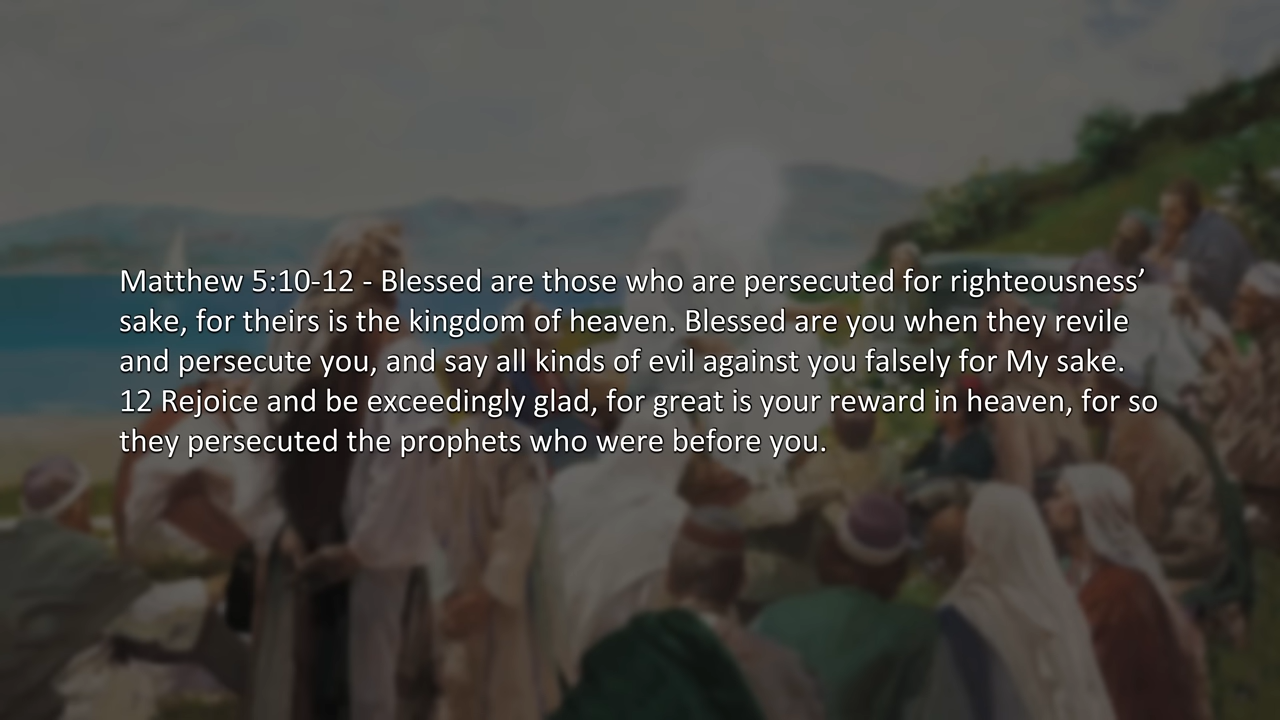 Matthew 5:10-12 - Blessed are those who are persecuted for righteousness’
sake, for theirs is the kingdom of heaven. Blessed are you when they revile
and persecute you, and say all kinds of evil against you falsely for My sake.
12 Rejoice and be exceedingly glad, for great is your reward in heaven, for so
they persecuted the prophets who were before you.